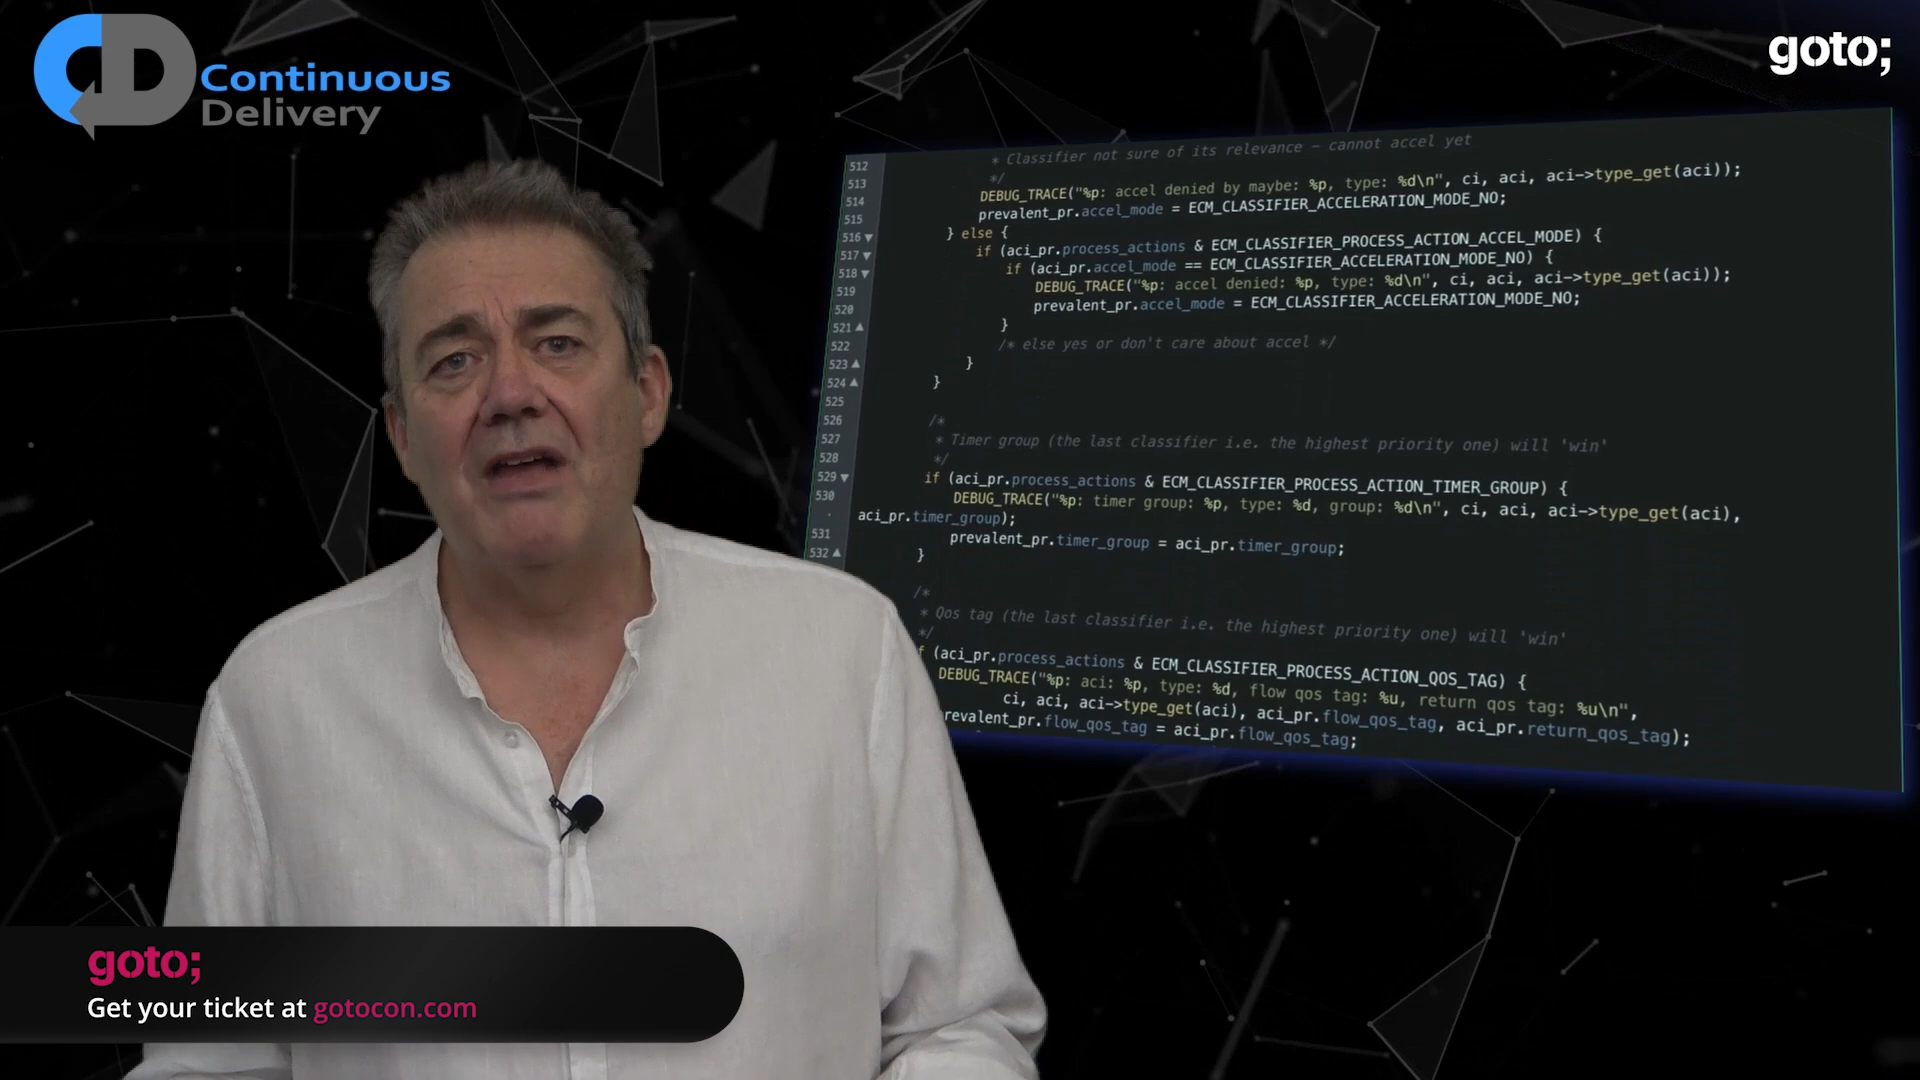 Continuous
Delivery
goto;
512 * Classifier not sure of its relevance – cannot accel yet
513 */
514 DEBUG_TRACE("%p: accel denied by maybe: %p, type: %d\n", ci, aci, aci->type_get(aci));
515 prevalent_pr.accel_mode = ECM_CLASSIFIER_ACCELERATION_MODE_NO;
516 } else {
517 if (aci_pr.process_actions & ECM_CLASSIFIER_PROCESS_ACTION_ACCEL_MODE) {
518 if (aci_pr.accel_mode == ECM_CLASSIFIER_ACCELERATION_MODE_NO) {
519 DEBUG_TRACE("%p: accel denied: %p, type: %d\n", ci, aci, aci->type_get(aci));
520 prevalent_pr.accel_mode = ECM_CLASSIFIER_ACCELERATION_MODE_NO;
521 }
522 /* else yes or don't care about accel */
523 }
524 }
525
526 /*
527 * Timer group (the last classifier i.e. the highest priority one) will 'win'
528 */
529 if (aci_pr.process_actions & ECM_CLASSIFIER_PROCESS_ACTION_TIMER_GROUP) {
530 DEBUG_TRACE("%p: timer group: %p, type: %d, group: %d\n", ci, aci, aci->type_get(aci),
aci_pr.timer_group);
531 prevalent_pr.timer_group = aci_pr.timer_group;
532 }
/*
* Qos tag (the last classifier i.e. the highest priority one) will 'win'
*/
(aci_pr.process_actions & ECM_CLASSIFIER_PROCESS_ACTION_QOS_TAG) {
DEBUG_TRACE("%p: aci: %p, type: %d, flow qos tag: %u, return qos tag: %u\n",
ci, aci, aci->type_get(aci), aci_pr.flow_qos_tag, aci_pr.return_qos_tag);
revalent_pr.flow_qos_tag = aci_pr.flow_qos_tag;
goto;
Get your ticket at gotocon.com